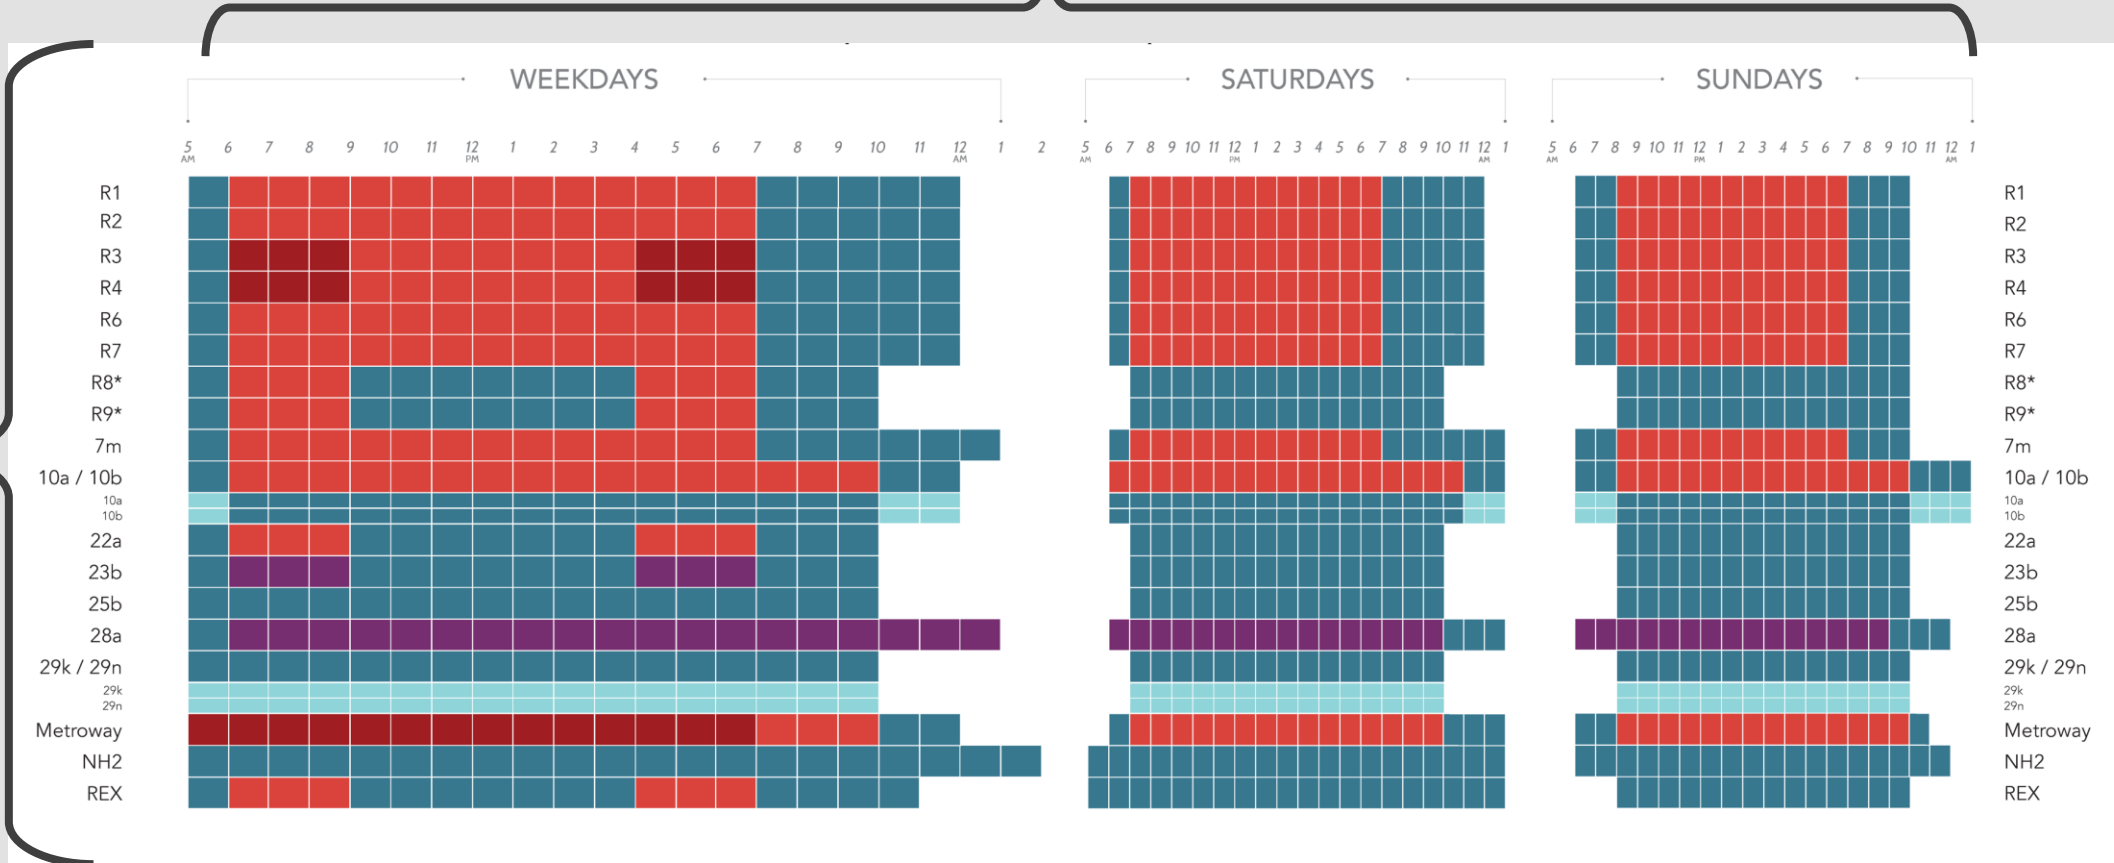 WEEKDAYS SATURDAYS SUNDAYS
5 6 7 8 9 10 11 12 1 2 3 4 5 6 7 8 9 10 11 12 1 2 5 6 7 8 9 10 11 12 1 2 3 4 5 6 7 8 9 10 11 12 1 5 6 7 8 9 10 11 12 1 2 3 4 5 6 7 8 9 10 11 12 1
AM PM AM AM PM AM AM PM AM
R1 R1
R2 R2
R3 R3
R4 R4
R6 R6
R7 R7
R8* R8*
R9* R9*
7m 7m
10a / 10b 10a / 10b
10a 10a
10b 10b
22a 22a
23b 23b
25b 25b
28a 28a
29k / 29n 29k / 29n
29k 29k
29n 29n
Metroway Metroway
NH2 NH2
REX REX